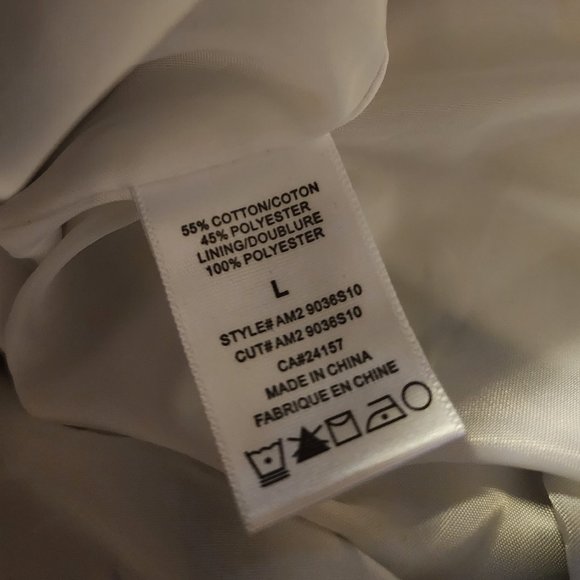 55% COTTON/COTON
45% POLYESTER
LINING/DOUBLURE
100% POLYESTER
L
STYLE# AM2 9036S10
CUT# AM2 9036S10
CA#24157
MADE IN CHINA
FABRIQUE EN CHINE